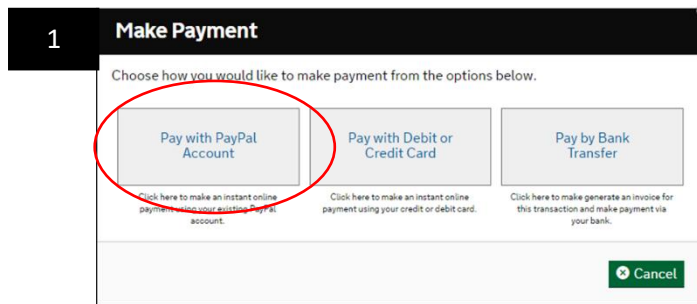 1
Make Payment
Choose how you would like to make payment from the options below.
Pay with PayPal
Account
Click here to make an instant online
payment using your existing PayPal
account.
Pay with Debit or
Credit Card
Click here to make an instant online
payment using your credit or debit card.
Pay by Bank
Transfer
Click here to make generate an invoice for
this transaction and make payment via
your bank.
Cancel